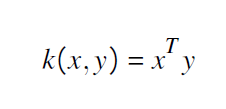 k(x, y) = x^T y